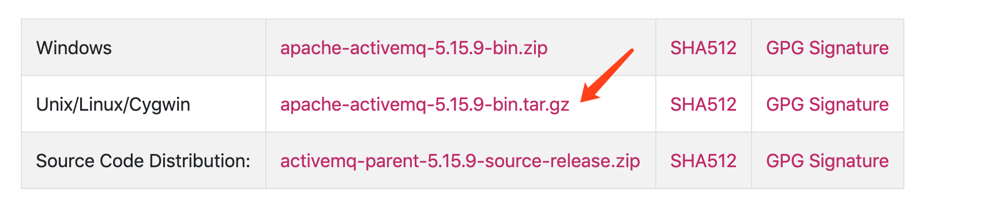 Windows apache-activemq-5.15.9-bin.zip SHA512 GPG Signature
Unix/Linux/Cygwin apache-activemq-5.15.9-bin.tar.gz SHA512 GPG Signature
Source Code Distribution: activemq-parent-5.15.9-source-release.zip SHA512 GPG Signature